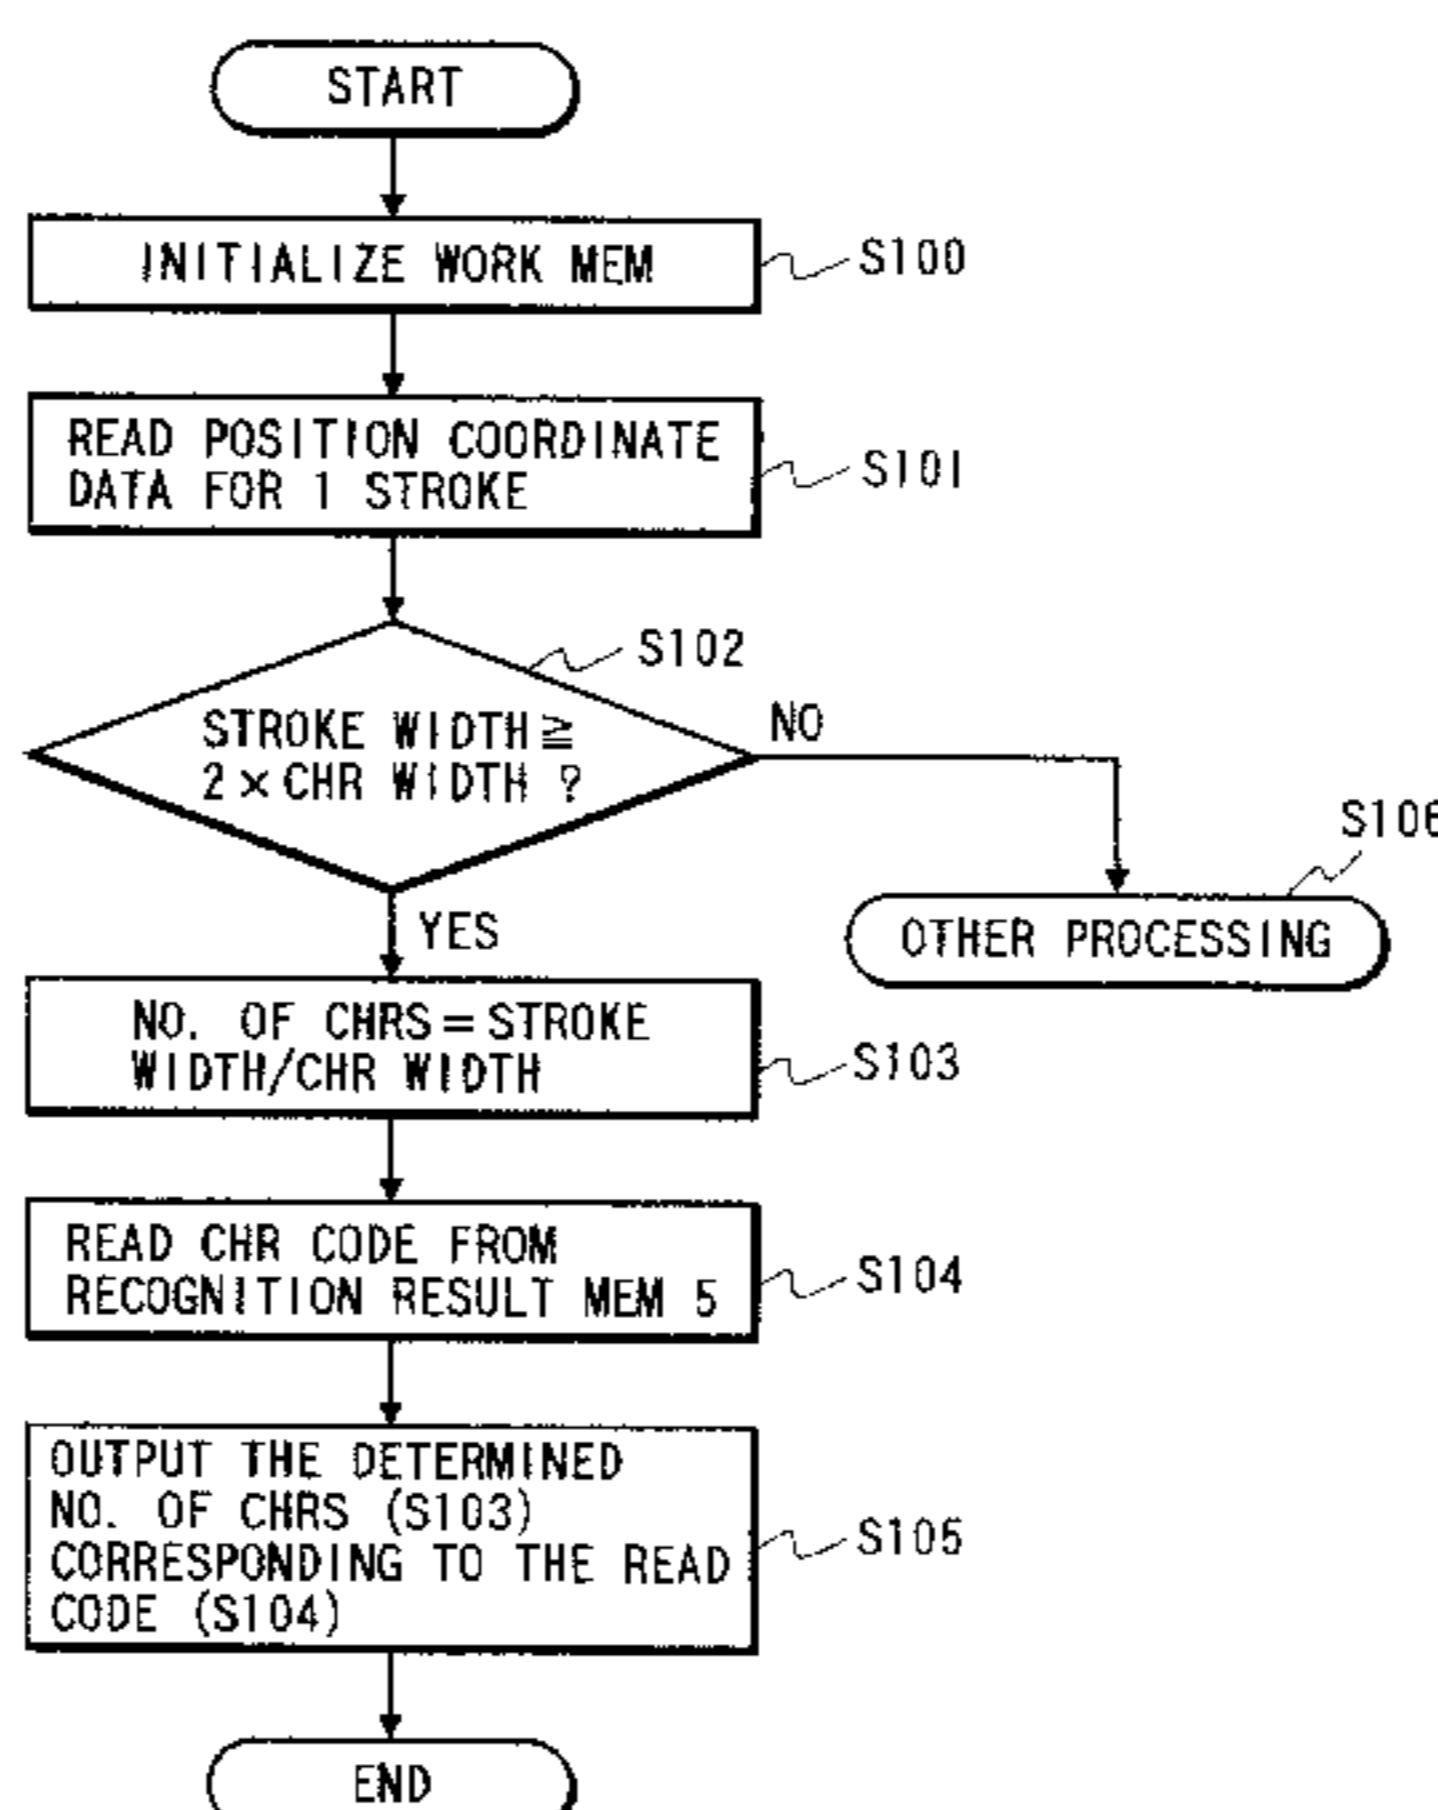 START
INITIALIZE WORK MEM
S100
READ POSITION COORDINATE
DATA FOR 1 STROKE
S101
S102
STROKE WIDTH≧
2×CHR WIDTH ?
NO
S106
OTHER PROCESSING
YES
NO. OF CHRS=STROKE
WIDTH/CHR WIDTH
S103
READ CHR CODE FROM
RECOGNITION RESULT MEM 5
S104
OUTPUT THE DETERMINED
NO. OF CHRS (S103)
CORRESPONDING TO THE READ
CODE (S104)
S105
END